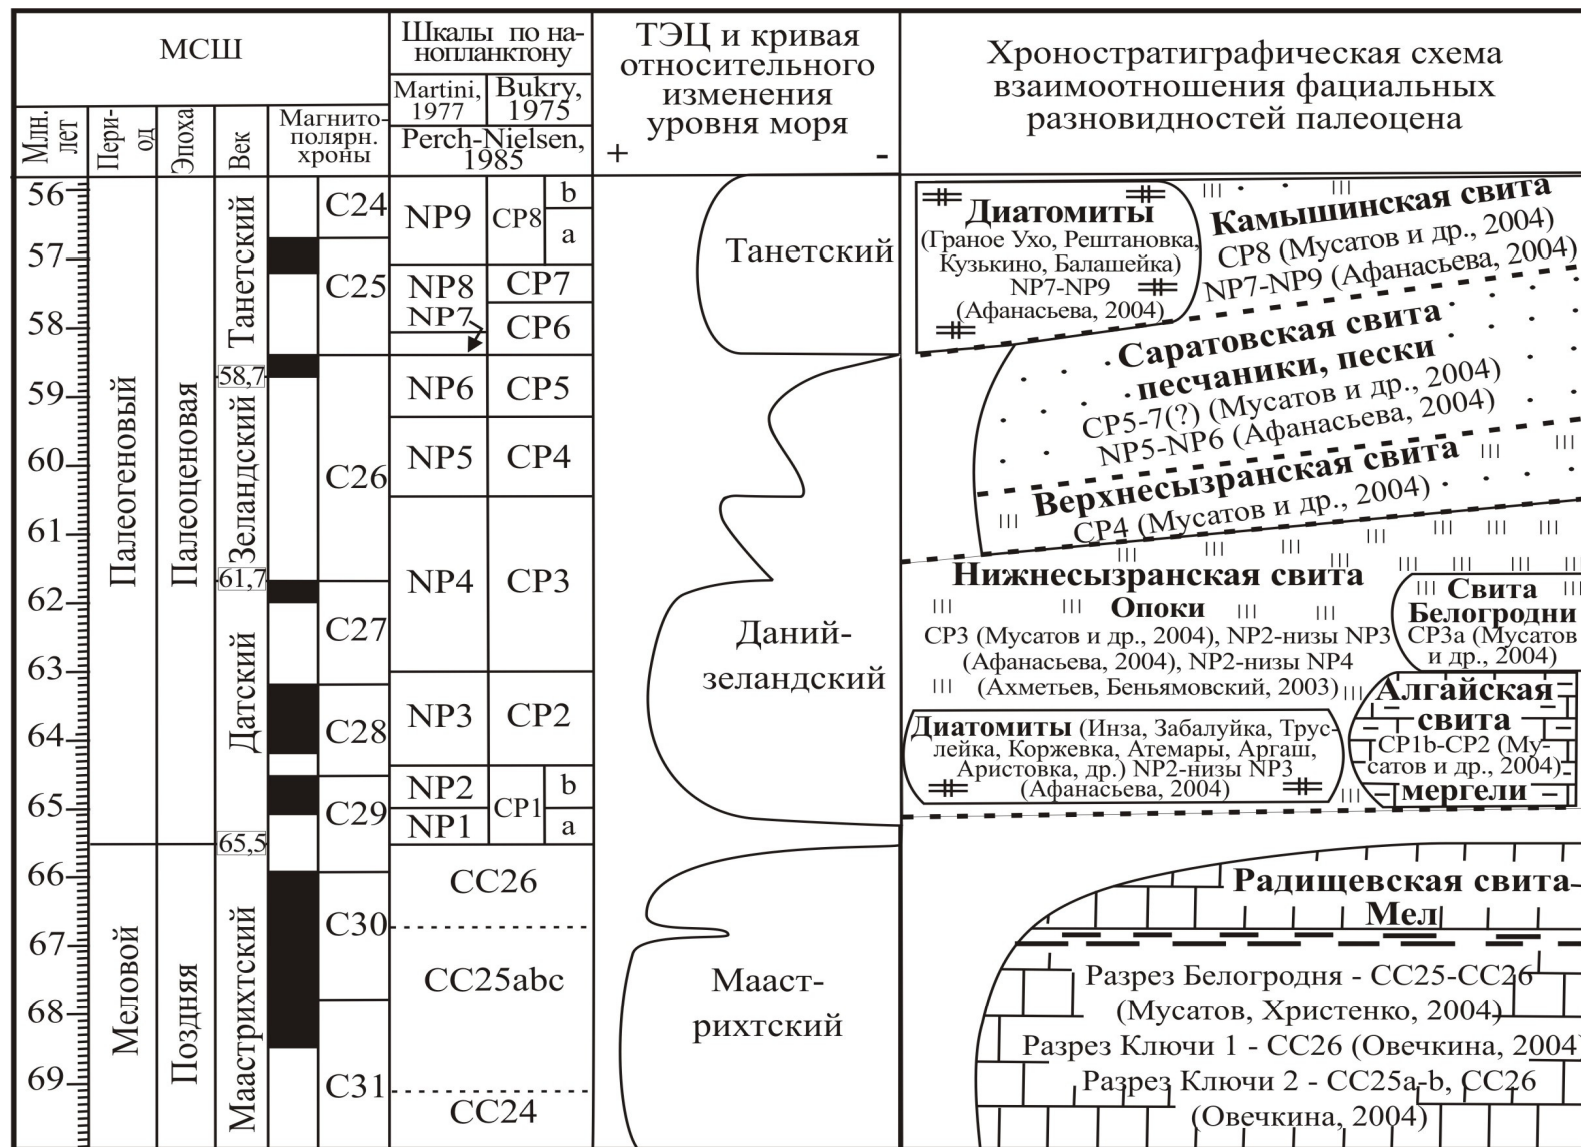 МСШ
Шкалы по на-
нопланктону
Martini,
1977
Bukry,
1975
Perch-Nielsen,
1985
ТЭЦ и кривая
относительного
изменения
уровня моря
+ -
Хроностратиграфическая схема
взаимоотношения фациальных
разновидностей палеоцена
Млн.
лет
Пери-
од
Эпоха
Век
Магнито-
полярн.
хроны
56
57
58
59
60
61
62
63
64
65
66
67
68
69
Палеогеновый
Меловой
Палеоценовая
Поздняя
Танетский
58,7
Зеландский
61,7
Датский
65,5
Маастрихтский
C24
C25
C26
C27
C28
C29
C30
C31
NP9
NP8
NP7
NP6
NP5
NP4
NP3
NP2
NP1
CP8
b
a
CP7
CP6
CP5
CP4
CP3
CP2
CP1
b
a
CC26
CC25abc
CC24
Танетский
Даний-
зеландский
Мааст-
рихтский
Диатомиты
(Граное Ухо, Рештановка,
Кузькино, Балашейка)
NP7-NP9
(Афанасьева, 2004)
Камышинская свита
CP8 (Мусатов и др., 2004)
NP7-NP9 (Афанасьева, 2004)
Саратовская свита
песчаники, пески
CP5-7(?) (Мусатов и др., 2004)
NP5-NP6 (Афанасьева, 2004)
Верхнесызранская свита
CP4 (Мусатов и др., 2004)
Нижнесызранская свита
Опоки
CP3 (Мусатов и др., 2004), NP2-низы NP3
(Афанасьева, 2004), NP2-низы NP4
(Ахметьев, Беньямовский, 2003)
Свита
Белогродни
CP3a (Мусатов
и др., 2004)
Диатомиты (Инза, Забалуйка, Трус-
лейка, Коржевка, Атемары, Аргаш,
Аристовка, др.) NP2-низы NP3
(Афанасьева, 2004)
Алгайская
свита
CP1b-CP2 (Му-
сатов и др., 2004)
мергели
Радищевская свита
Мел
Разрез Белогродня - CC25-CC26
(Мусатов, Христенко, 2004)
Разрез Ключи 1 - CC26 (Овечкина, 2004)
Разрез Ключи 2 - CC25a-b, CC26
(Овечкина, 2004)